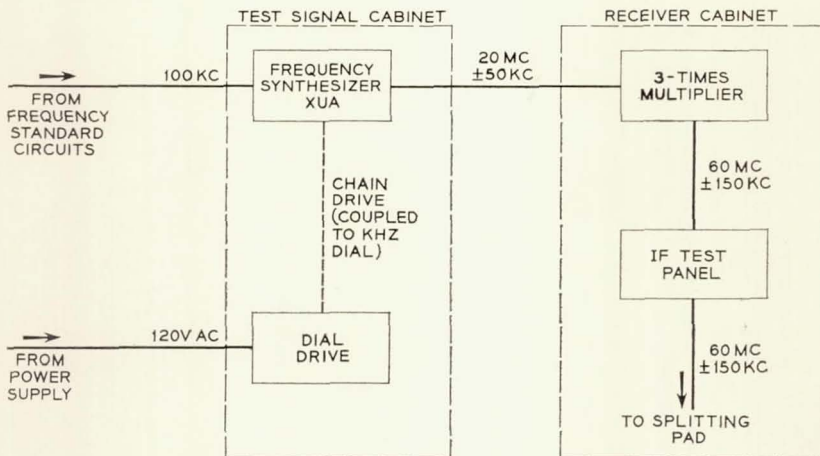 TEST SIGNAL CABINET
RECEIVER CABINET
100 KC
FREQUENCY
SYNTHESIZER
XUA
20 MC
±50 KC
3-TIMES
MULTIPLIER
FROM
FREQUENCY
STANDARD
CIRCUITS
CHAIN
DRIVE
(COUPLED
TO KHZ
DIAL)
60 MC
±150 KC
IF TEST
PANEL
120V AC
DIAL
DRIVE
FROM
POWER
SUPPLY
60 MC
±150 KC
TO SPLITTING
PAD